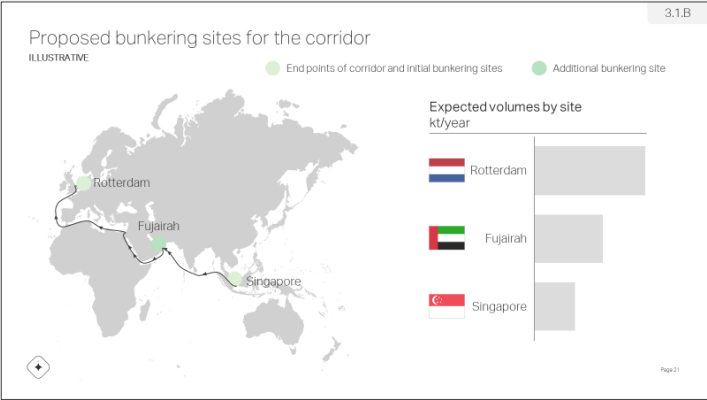 3.1.B
Proposed bunkering sites for the corridor
ILLUSTRATIVE
End points of corridor and initial bunkering sites
Additional bunkering site
Rotterdam
Fujairah
Singapore
Expected volumes by site
kt/year
Rotterdam
Fujairah
Singapore
Page 21